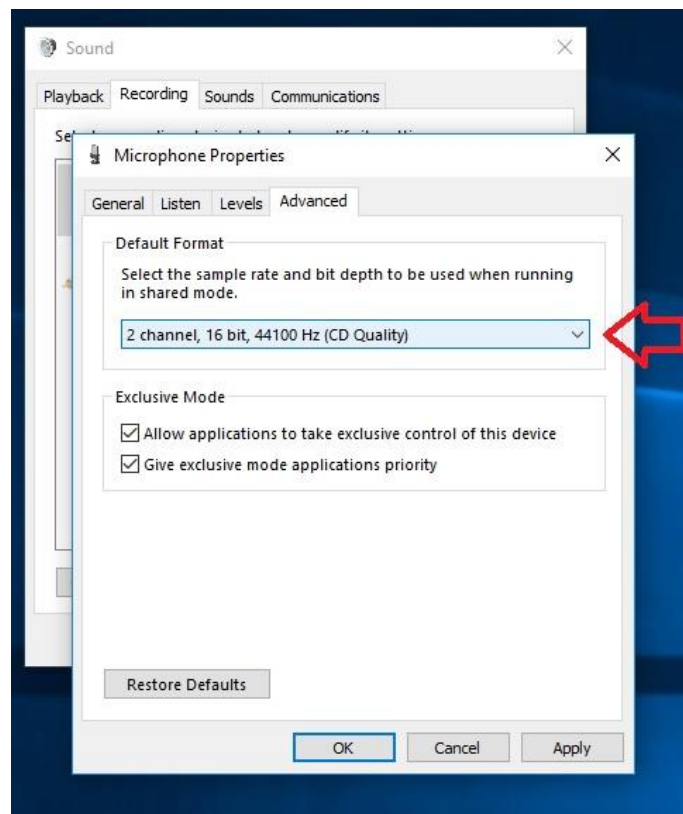 Sound
Playback Recording Sounds Communications
Se
Microphone Properties
General Listen Levels Advanced
Default Format
Select the sample rate and bit depth to be used when running
in shared mode.
2 channel, 16 bit, 44100 Hz (CD Quality)
Exclusive Mode
Allow applications to take exclusive control of this device
Give exclusive mode applications priority
Restore Defaults
OK Cancel Apply